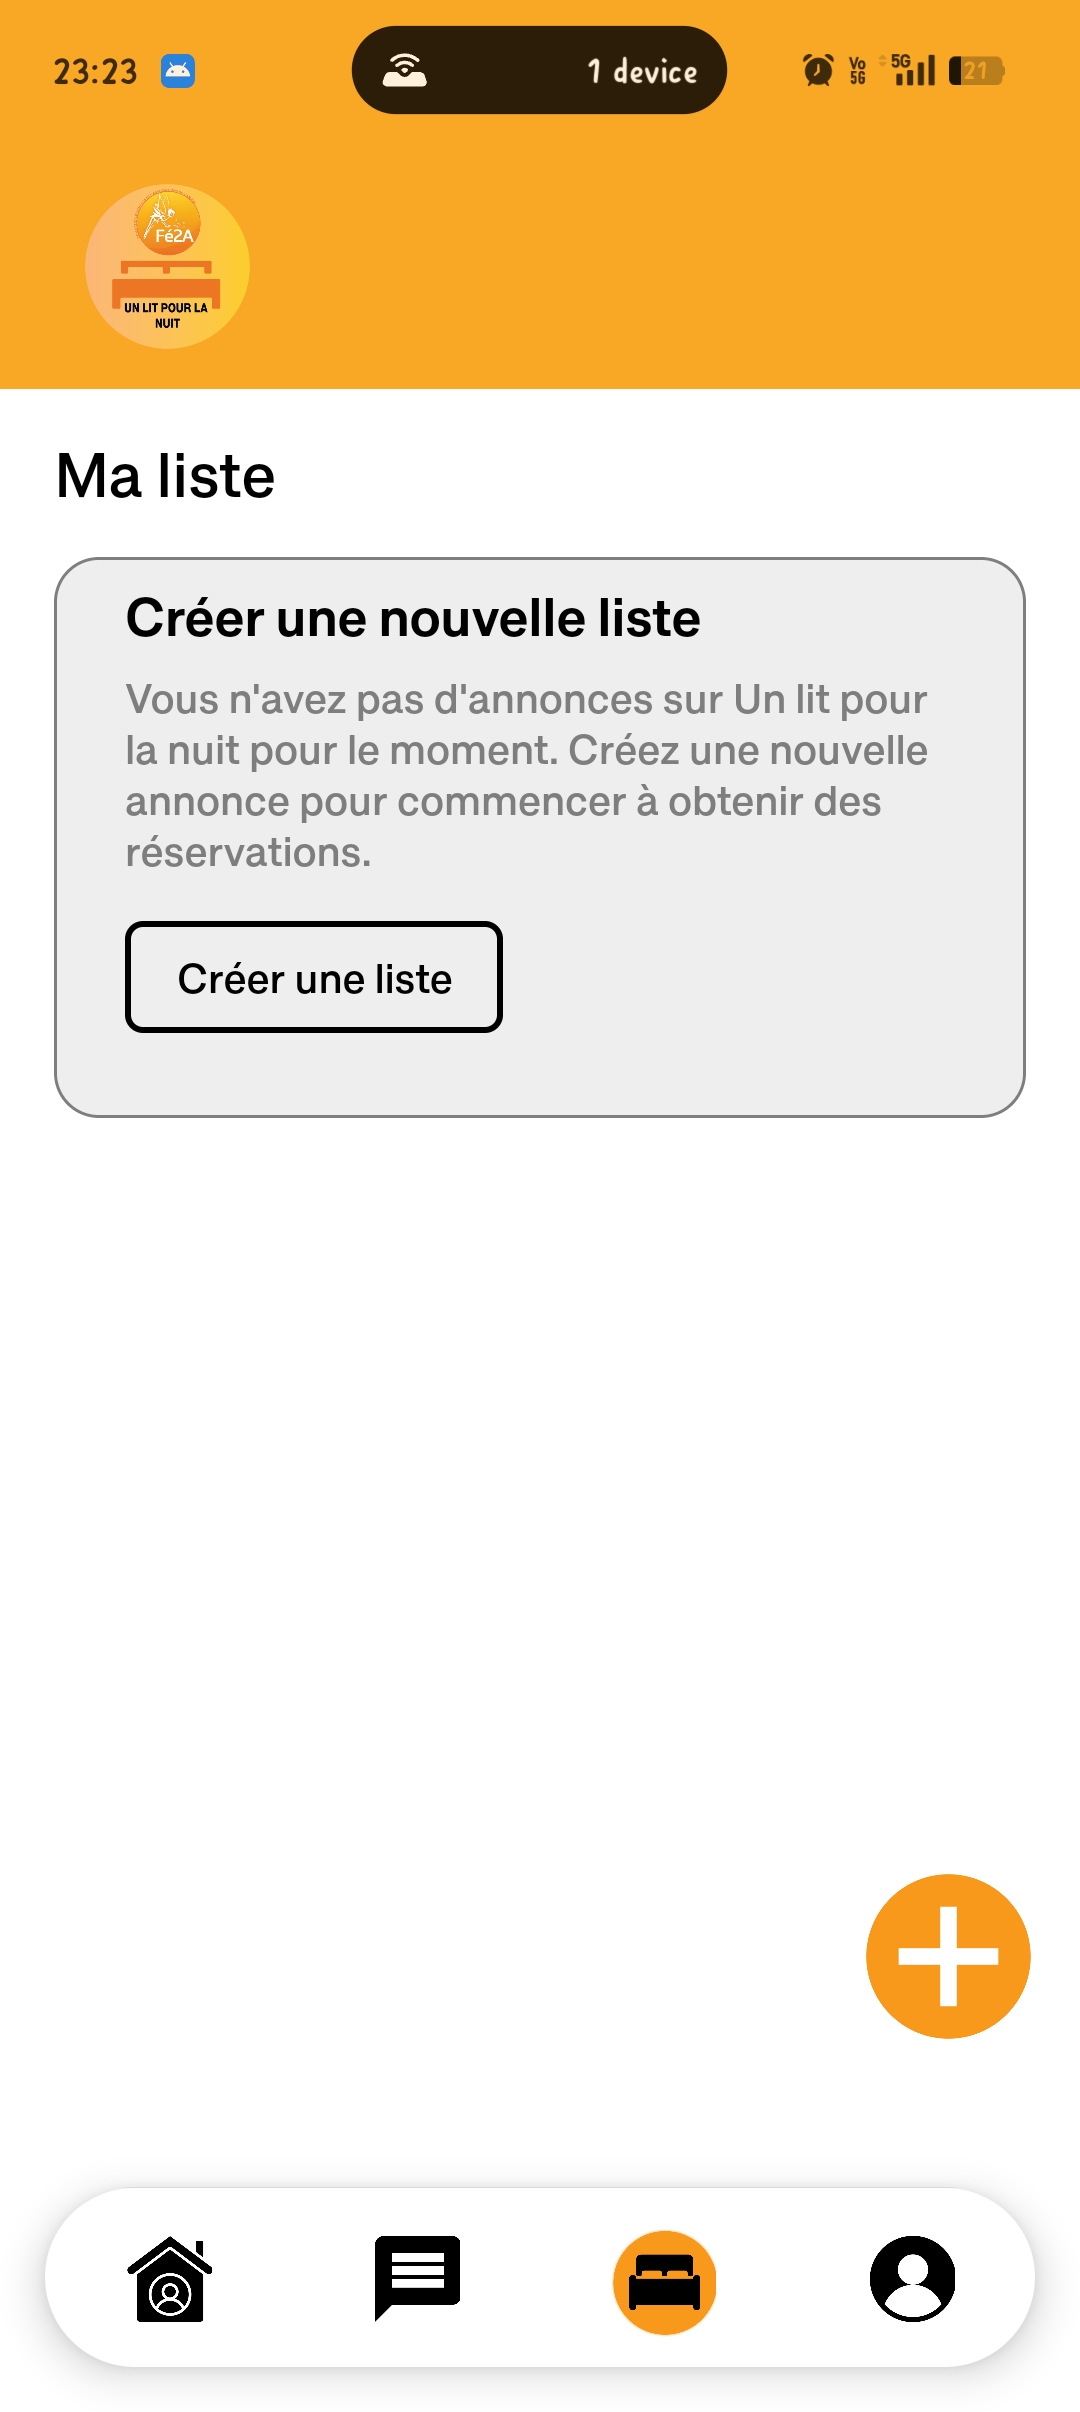 23:23
1 device
Vo
5G
5G
21
Fé2A
UN LIT POUR LA
NUIT
Ma liste
Créer une nouvelle liste
Vous n'avez pas d'annonces sur Un lit pour
la nuit pour le moment. Créez une nouvelle
annonce pour commencer à obtenir des
réservations.
Créer une liste